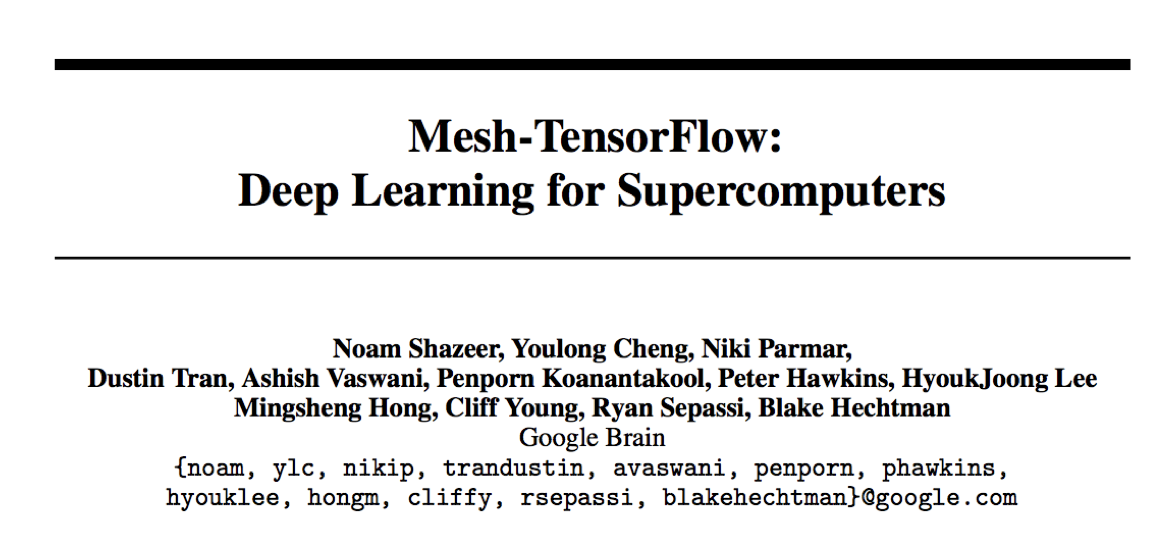 Mesh-TensorFlow:
Deep Learning for Supercomputers
Noam Shazeer, Youlong Cheng, Niki Parmar,
Dustin Tran, Ashish Vaswani, Penporn Koanantakool, Peter Hawkins, HyoukJoong Lee
Mingsheng Hong, Cliff Young, Ryan Sepassi, Blake Hechtman
Google Brain
{noam, ylc, nikip, trandustin, avaswani, penporn, phawkins,
hyouklee, hongm, cliffy, rsepassi, blakehechtman}@google.com